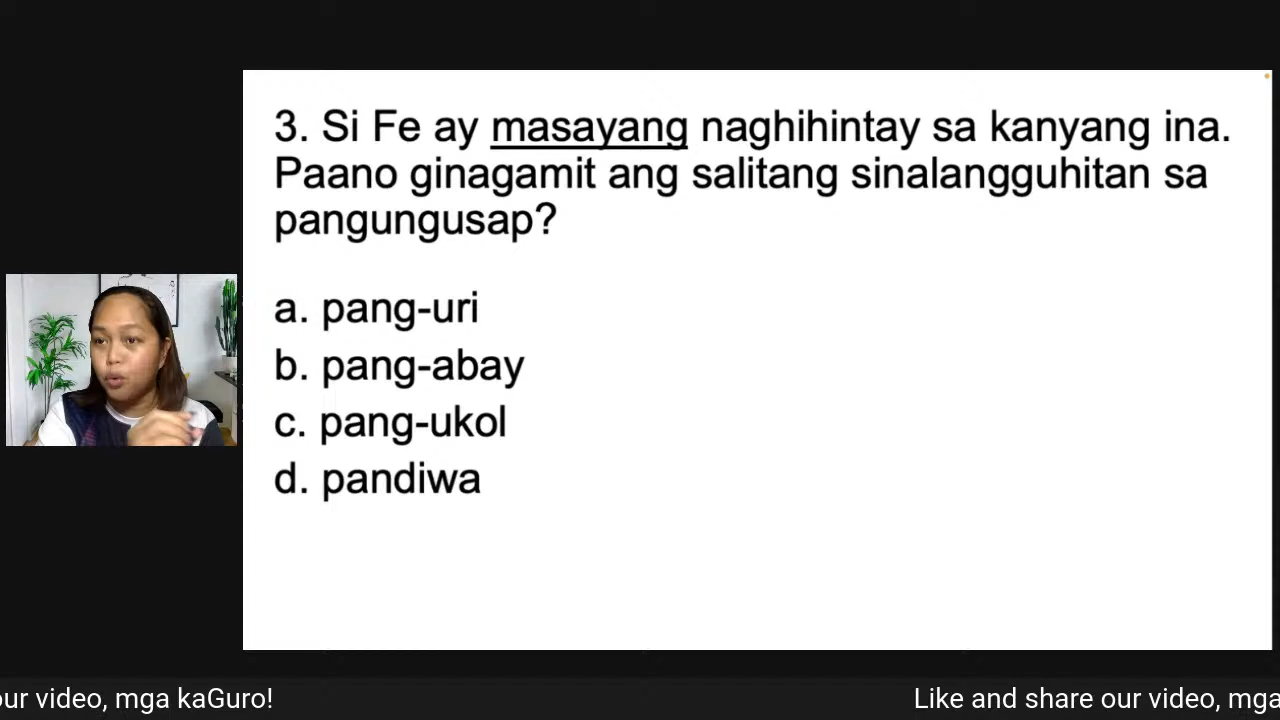 3. Si Fe ay masayang naghihintay sa kanyang ina.
Paano ginagamit ang salitang sinalangguhitan sa
pangungusap?
a. pang-uri
b. pang-abay
c. pang-ukol
d. pandiwa
our video, mga kaGuro!
Like and share our video, mga